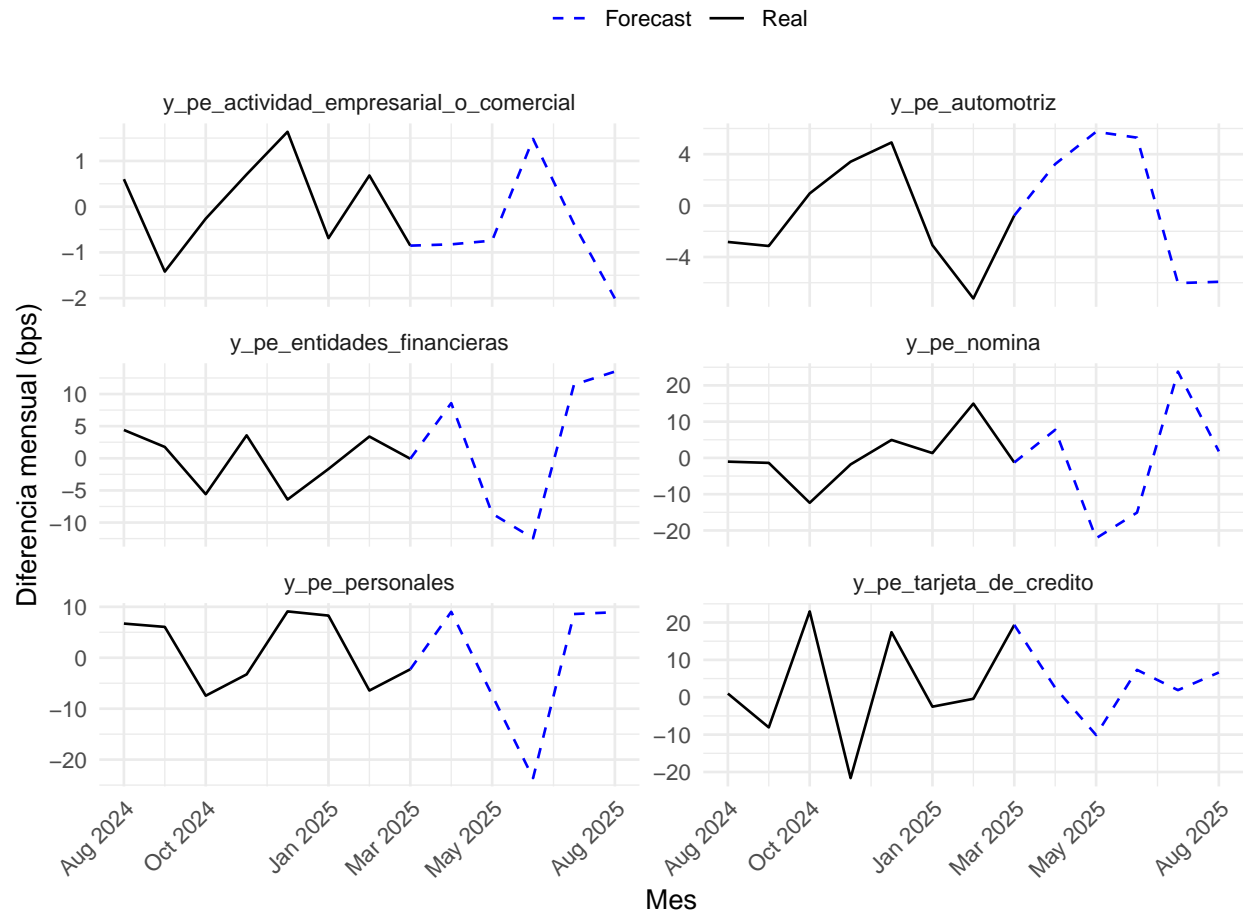 Forecast Real
y_pe_actividad_empresarial_o_comercial
y_pe_automotriz
1
0
−1
−2
4
0
−4
y_pe_entidades_financieras
y_pe_nomina
10
5
0
−5
−10
20
10
0
−10
−20
y_pe_personales
y_pe_tarjeta_de_credito
10
0
−10
−20
20
10
0
−10
−20
Aug 2024
Oct 2024
Jan 2025
Mar 2025
May 2025
Aug 2025
Aug 2024
Oct 2024
Jan 2025
Mar 2025
May 2025
Aug 2025
Mes
Diferencia mensual (bps)